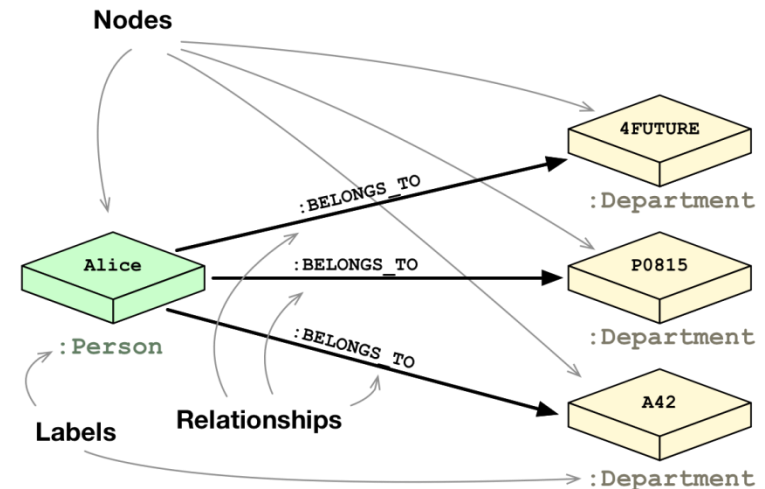 Nodes
4FUTURE
:BELONGS_TO
:Department
Alice
:BELONGS_TO
P0815
:Person
:BELONGS_TO
:Department
A42
Labels
Relationships
:Department